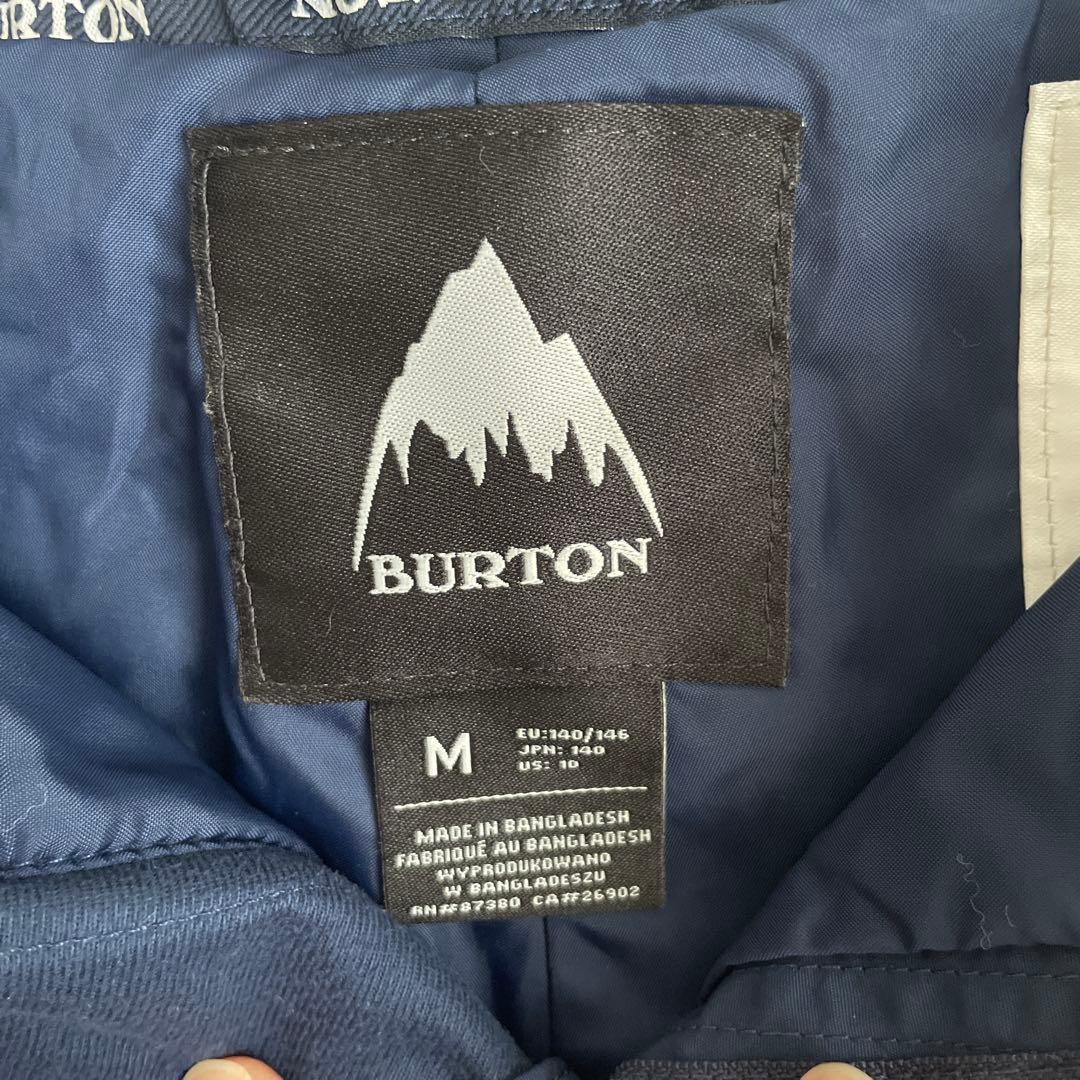 BURTON
BURTON
M
EU:140/146
JPN: 140
US: 10
MADE IN BANGLADESH
FABRIQUÉ AU BANGLADESH
WYPRODUKOWANO
W BANGLADESZU
RN#87380 CA#26902